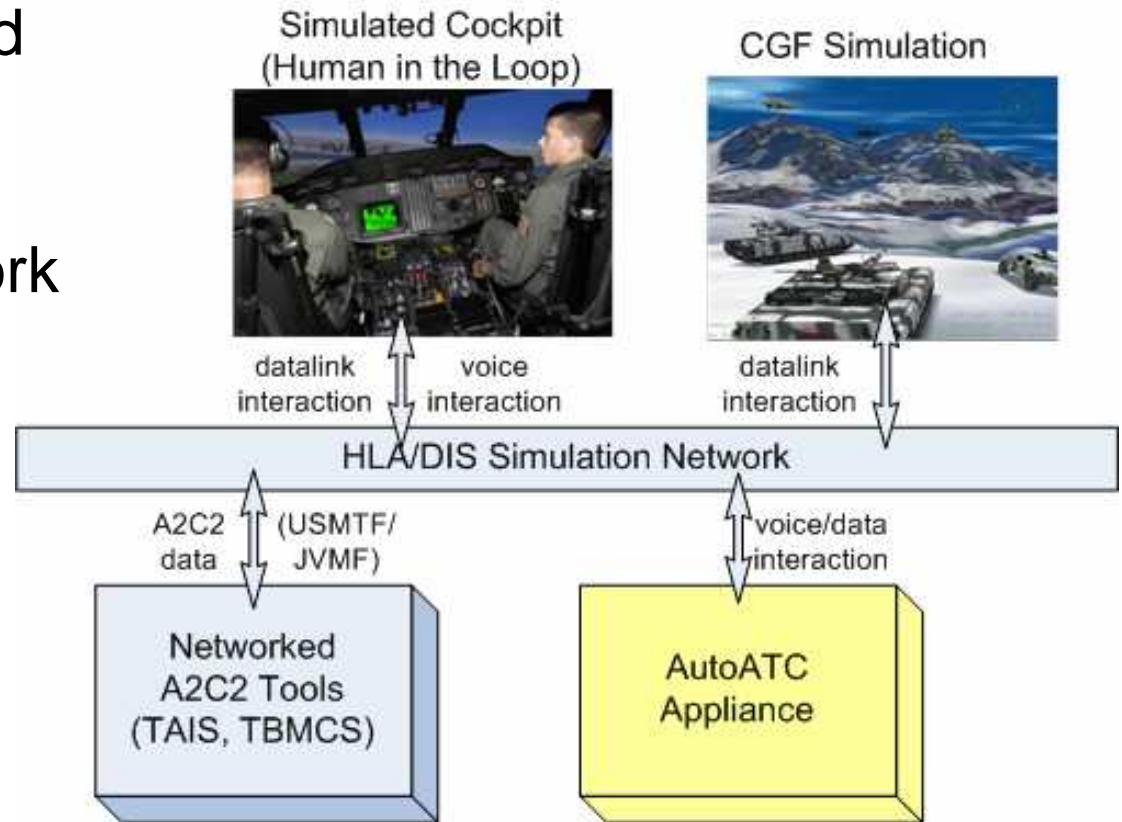 d
ork
Simulated Cockpit
(Human in the Loop)
CGF Simulation
datalink
interaction
voice
interaction
datalink
interaction
HLA/DIS Simulation Network
A2C2
data
(USMTF/
JVMF)
voice/data
interaction
Networked
A2C2 Tools
(TAIS, TBMCS)
AutoATC
Appliance